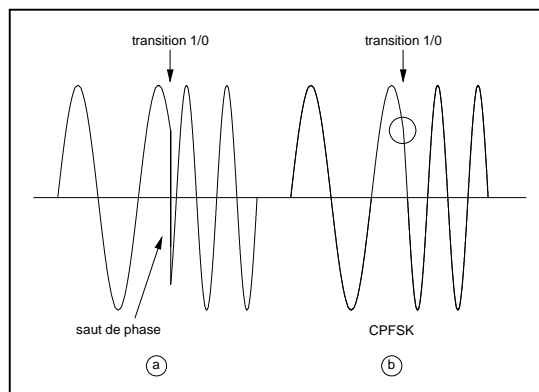 transition 1/0
transition 1/0
saut de phase
CPFSK
a
b